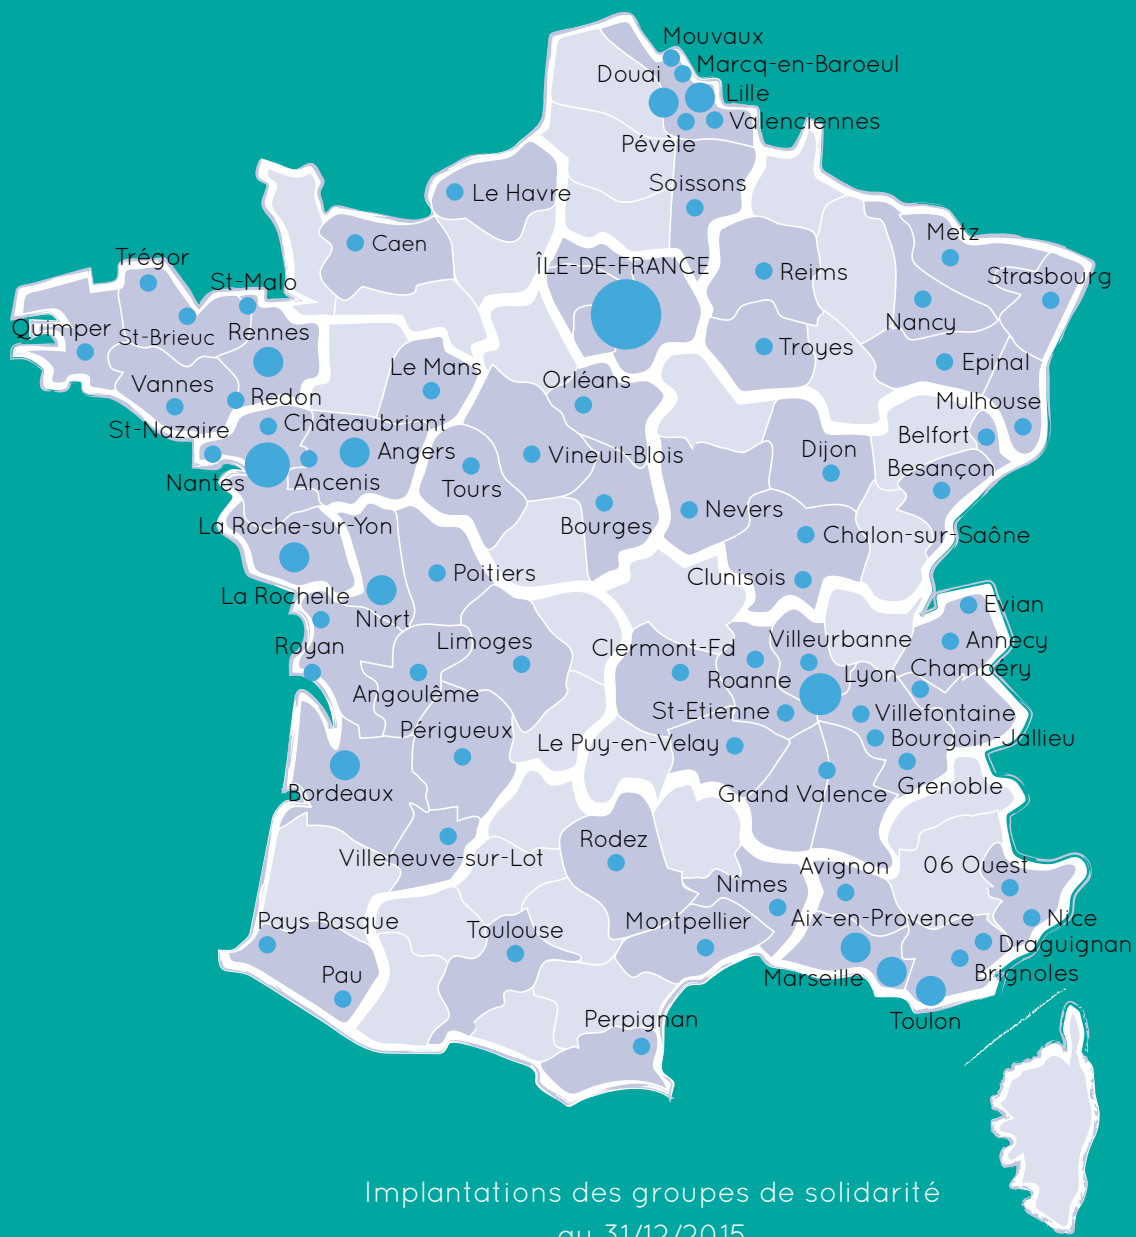 Mouvaux
Marcq-en-Baroeul
Douai
Lille
Valenciennes
Pévèle
Soissons
Le Havre
Caen
ÎLE-DE-FRANCE
Reims
Metz
Strasbourg
Trégor
St-Malo
Nancy
Quimper
St-Brieuc
Rennes
Troyes
Epinal
Le Mans
Orléans
Vannes
Redon
Mulhouse
Châteaubriant
St-Nazaire
Belfort
Angers
Vineuil-Blois
Dijon
Besançon
Nantes
Ancenis
Tours
Nevers
La Roche-sur-Yon
Bourges
Chalon-sur-Saône
Poitiers
Clunisois
La Rochelle
Niort
Evian
Royan
Limoges
Clermont-Fd
Villeurbanne
Annecy
Roanne
Lyon
Chambéry
Angoulême
St-Etienne
Villefontaine
Périgueux
Le Puy-en-Velay
Bourgoin-Jallieu
Bordeaux
Grand Valence
Grenoble
Villeneuve-sur-Lot
Rodez
Avignon
06 Ouest
Nîmes
Pays Basque
Toulouse
Montpellier
Aix-en-Provence
Nice
Draguignan
Pau
Marseille
Brignoles
Perpignan
Toulon
Implantations des groupes de solidarité
au 31/12/2015